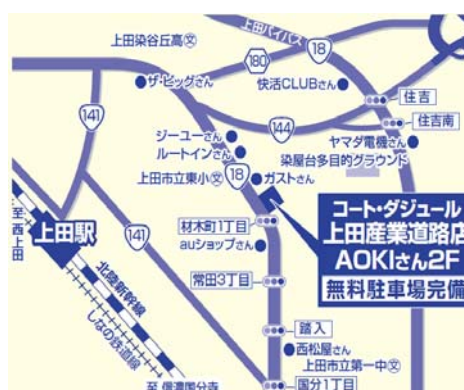 上田バイパス
18
上田染谷丘高文
180
ザ・ビッグさん
快活CLUBさん
住吉
141
144
住吉南
ジーユーさん
ヤマダ電機さん
ルートインさん
染屋台多目的グラウンド
上田市立東小文
18
ガストさん
至 西上田
上田駅
141
材木町1丁目
auショップさん
コート・ダジュール
上田産業道路店
AOKIさん2F
無料駐車場完備
北陸新幹線
しなの鉄道線
常田3丁目
踏入
西松屋さん
上田市立第一中文
至 信濃国分寺
国分1丁目